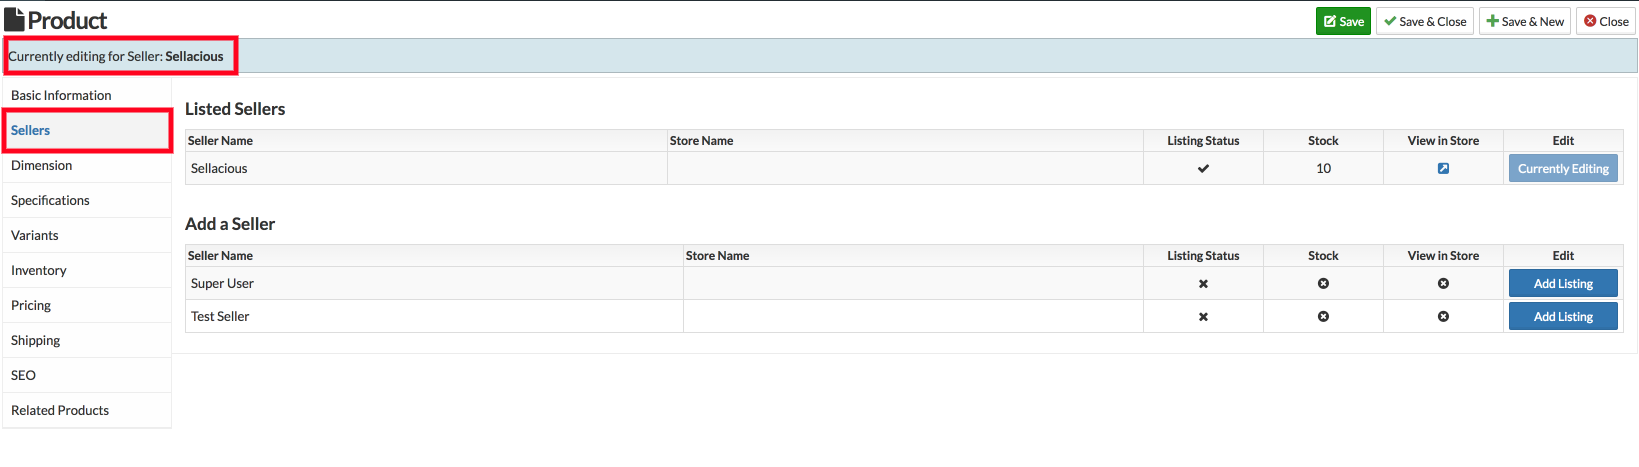 Product
Save Save & Close Save & New Close
Currently editing for Seller: Sellacious
Basic Information
Sellers
Dimension
Specifications
Variants
Inventory
Pricing
Shipping
SEO
Related Products
Listed Sellers
Seller Name Store Name Listing Status Stock View in Store Edit
Sellacious 10 Currently Editing
Add a Seller
Seller Name Store Name Listing Status Stock View in Store Edit
Super User Add Listing
Test Seller Add Listing